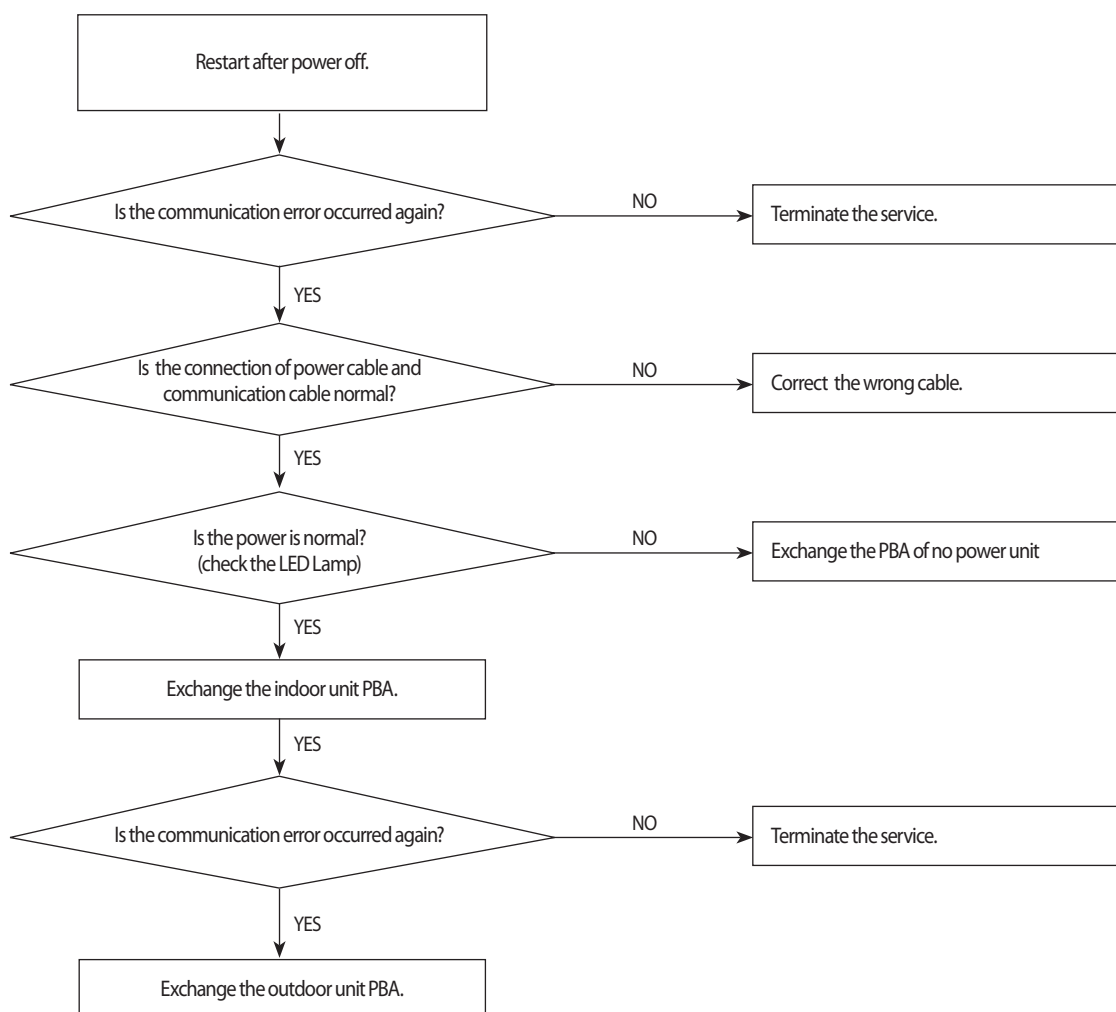 Restart after power off.
Is the communication error occurred again?
NO
Terminate the service.
YES
Is the connection of power cable and
communication cable normal?
NO
Correct the wrong cable.
YES
Is the power is normal?
(check the LED Lamp)
NO
Exchange the PBA of no power unit
YES
Exchange the indoor unit PBA.
YES
Is the communication error occurred again?
NO
Terminate the service.
YES
Exchange the outdoor unit PBA.